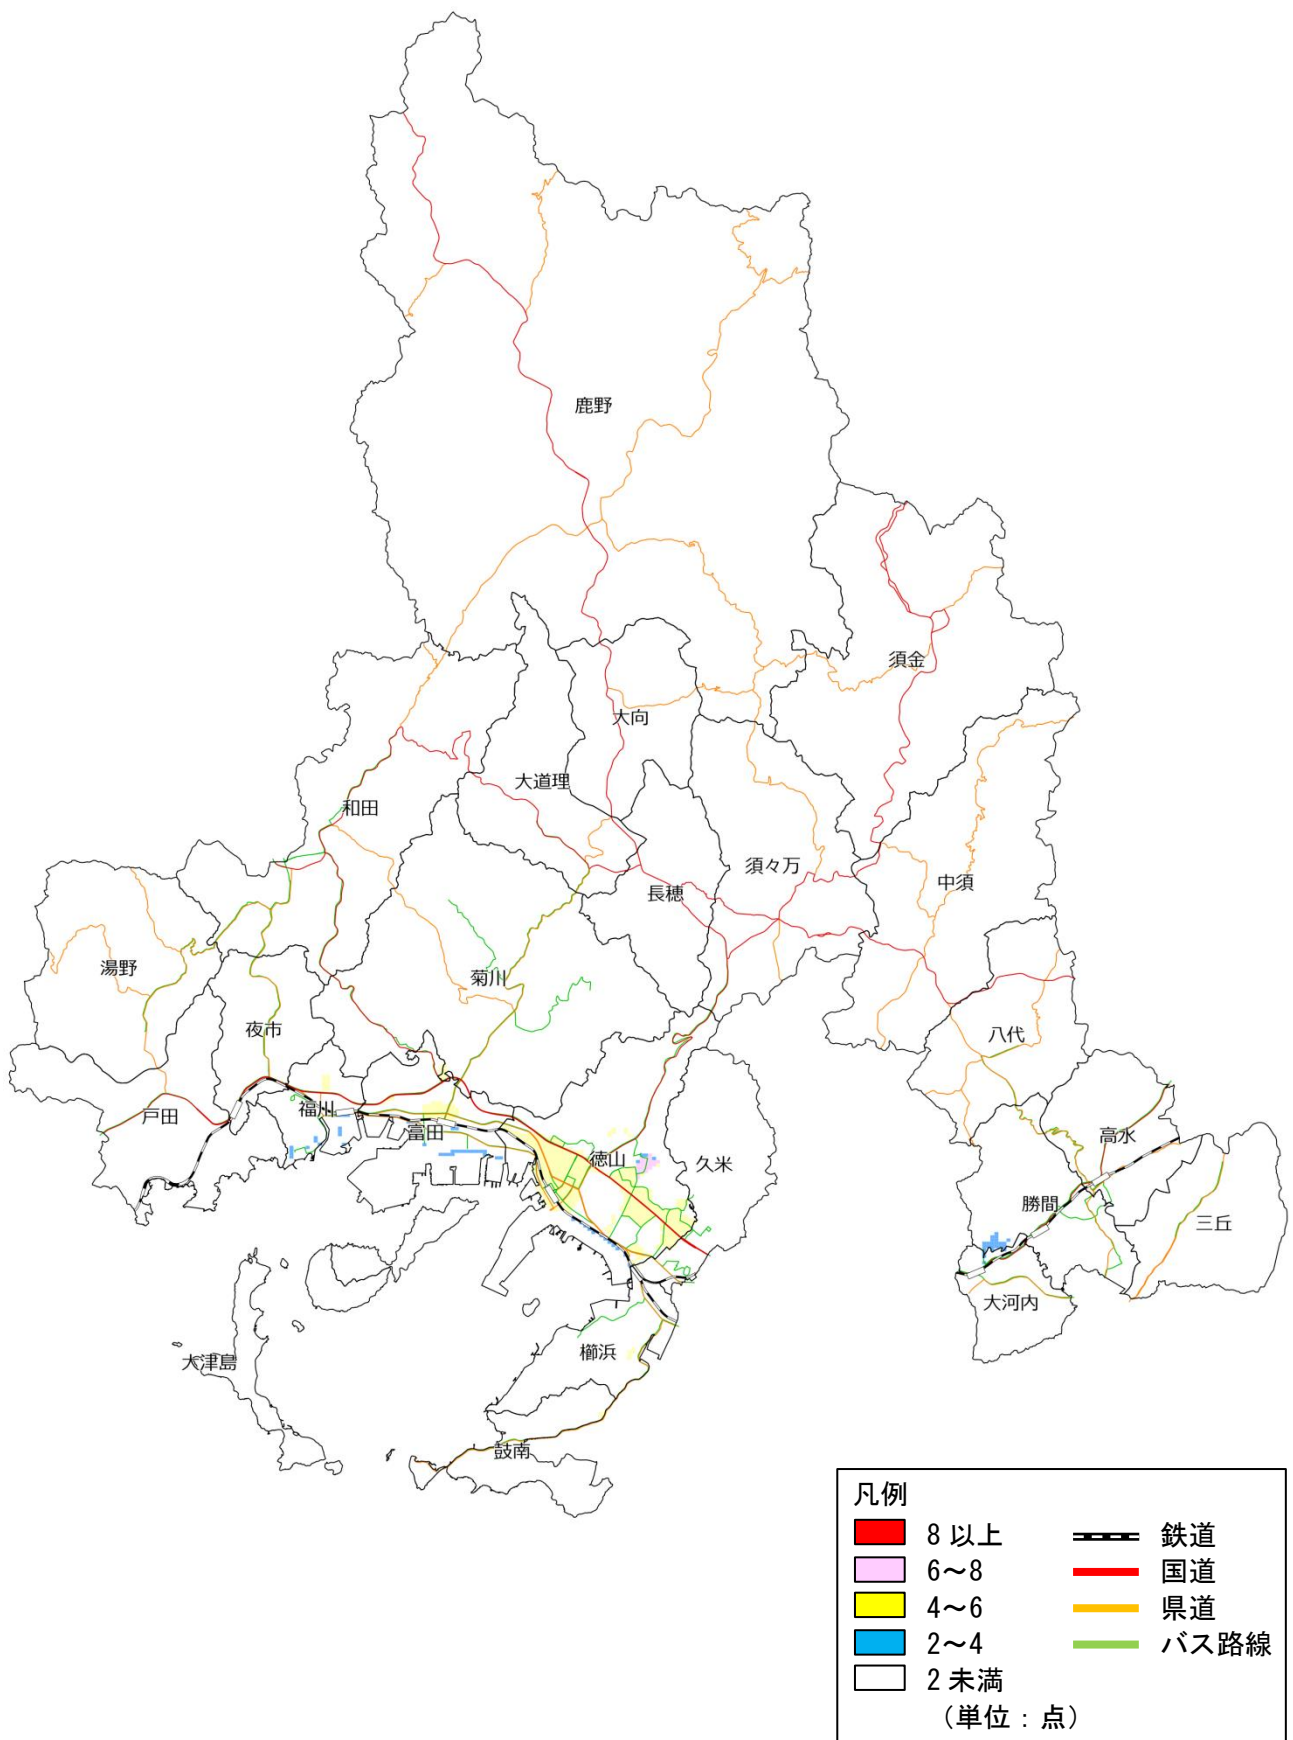 鹿野
須金
大向
大道理
和田
須々万
中須
長穂
湯野
菊川
夜市
八代
戸田
福川
富田
高水
徳山
久米
勝間
三丘
大河内
櫛浜
大津島
鼓南
凡例
8 以上
6～8
4～6
2～4
2 未満
（単位：点）
鉄道
国道
県道
バス路線